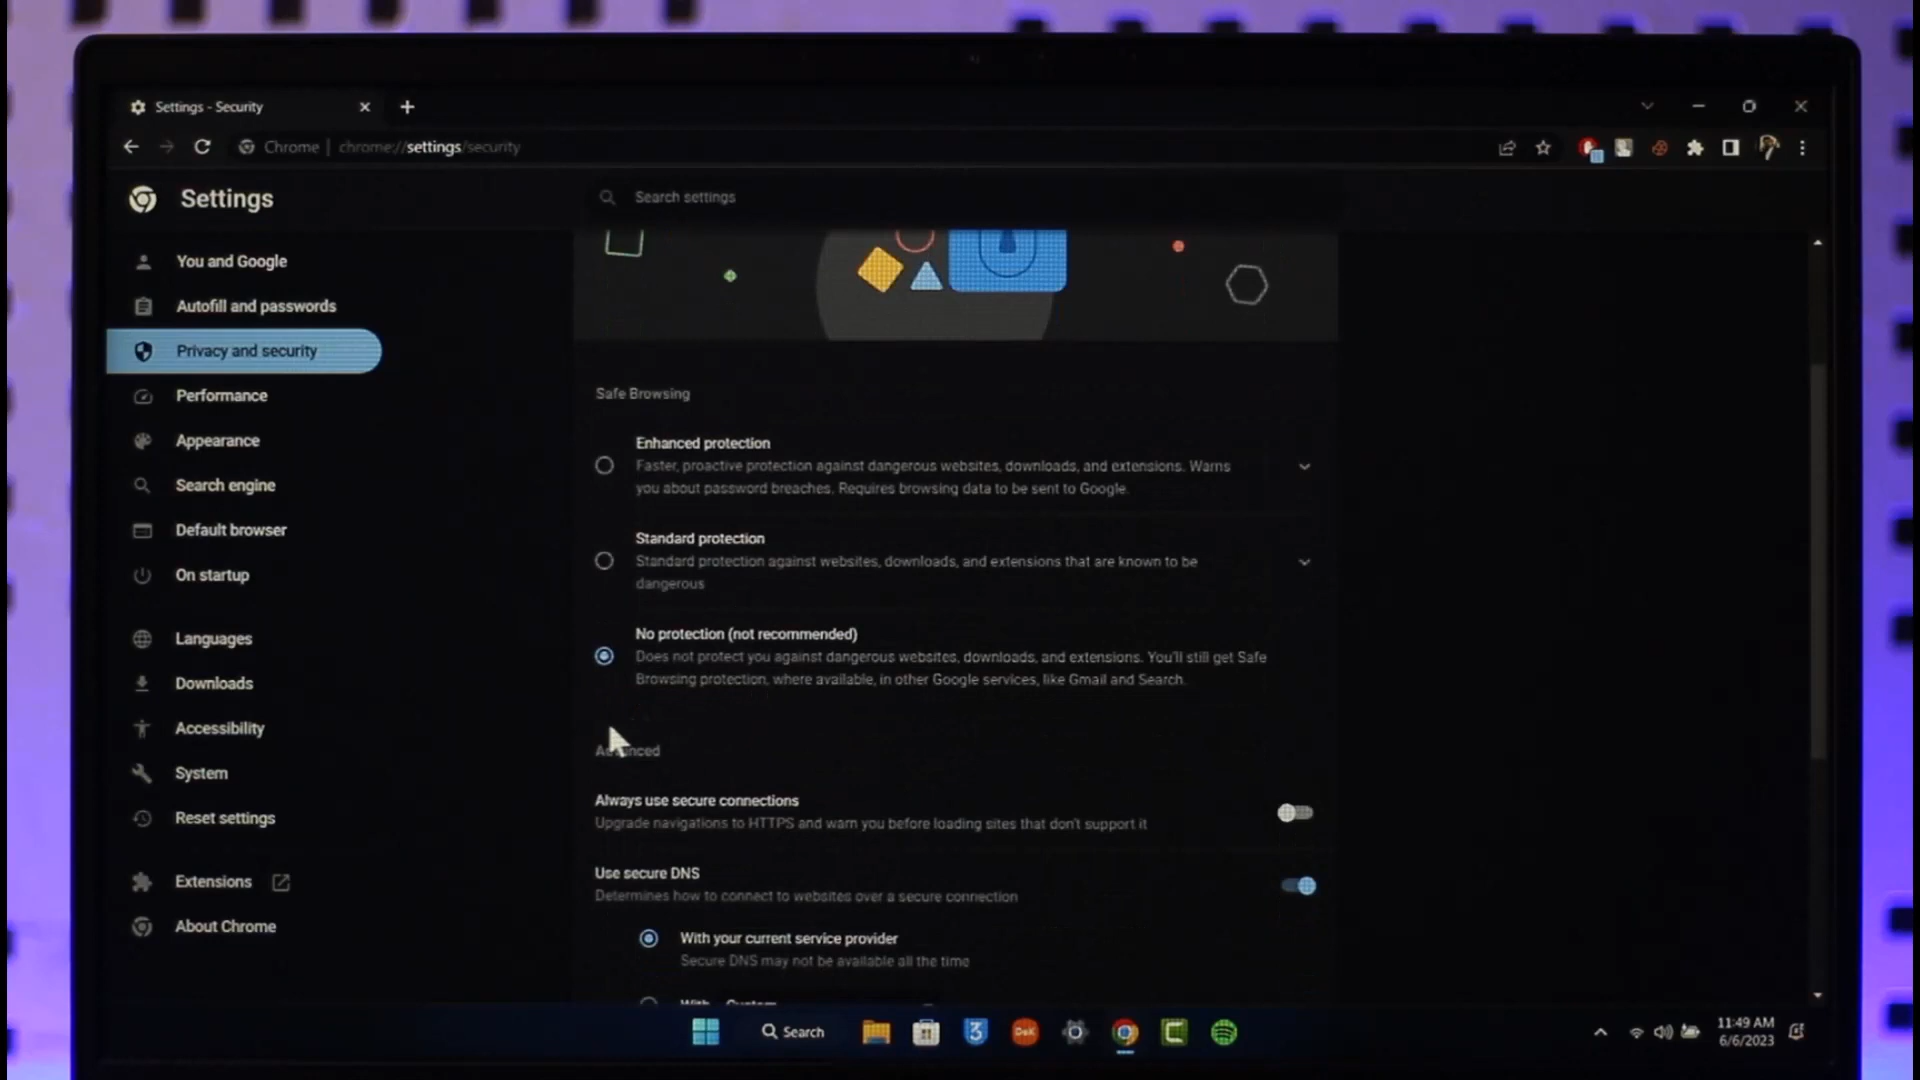 Settings - Security
Chrome | chrome://settings/security
Settings
Search settings
You and Google
Autofill and passwords
Privacy and security
Performance
Appearance
Search engine
Default browser
On startup
Languages
Downloads
Accessibility
System
Reset settings
Extensions
About Chrome
Safe Browsing
Enhanced protection
Faster, proactive protection against dangerous websites, downloads, and extensions. Warns
you about password breaches. Requires browsing data to be sent to Google.
Standard protection
Standard protection against websites, downloads, and extensions that are known to be
dangerous
No protection (not recommended)
Does not protect you against dangerous websites, downloads, and extensions. You'll still get Safe
Browsing protection, where available, in other Google services, like Gmail and Search.
Advanced
Always use secure connections
Upgrade navigations to HTTPS and warn you before loading sites that don't support it
Use secure DNS
Determines how to connect to websites over a secure connection
With your current service provider
Secure DNS may not be available all the time
With Custom
Search
11:49 AM
6/6/2023